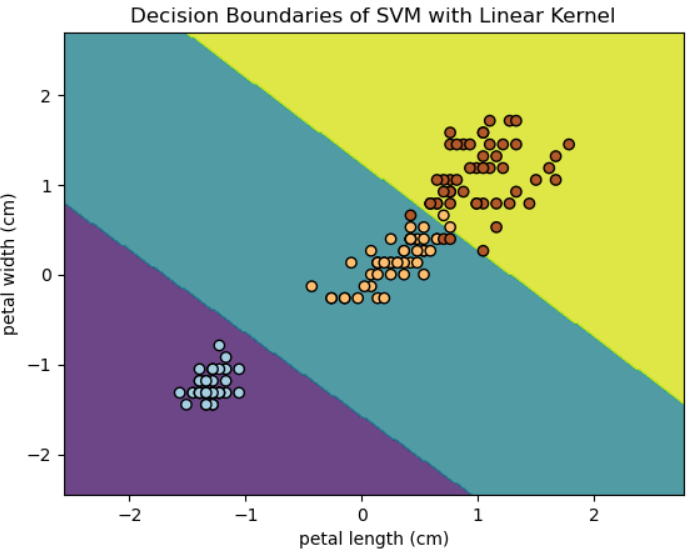 Decision Boundaries of SVM with Linear Kernel
petal width (cm)
2
1
0
−1
−2
−2 −1 0 1 2
petal length (cm)